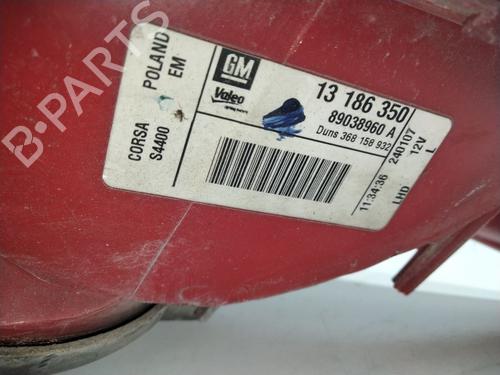 B-PARTS
CORSA POLAND
S4400 EM
GM
Valeo
13 186 350
89038960 A
Duns 368 158 932
11:34:36 240107
LHD 12V
L